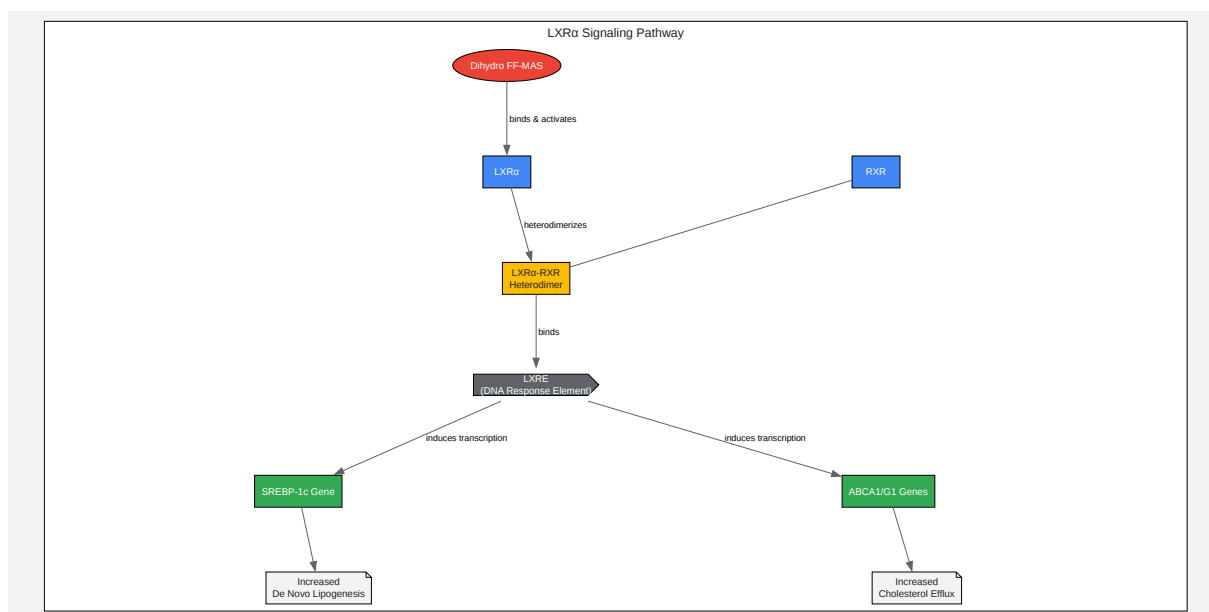 LXRα Signaling Pathway
Dihydro FF-MAS
binds & activates
LXRα
RXR
heterodimerizes
LXRα-RXR
Heterodimer
binds
LXRE
(DNA Response Element)
induces transcription
induces transcription
SREBP-1c Gene
ABCA1/G1 Genes
Increased
De Novo Lipogenesis
Increased
Cholesterol Efflux